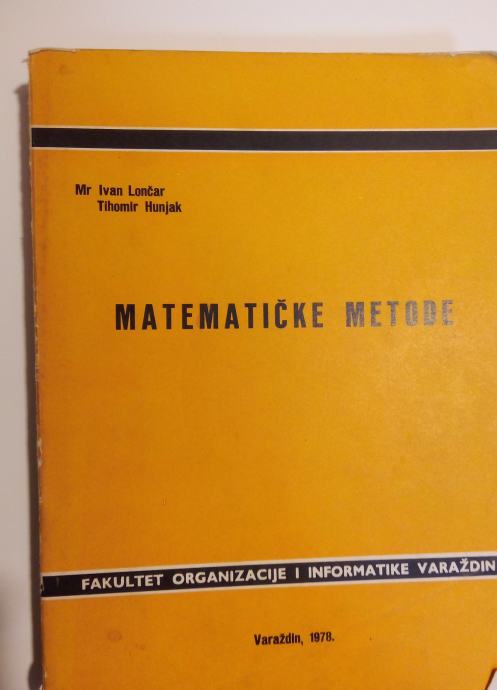 Mr Ivan Lončar
Tihomir Hunjak
MATEMATIČKE METODE
FAKULTET ORGANIZACIJE I INFORMATIKE VARAŽDIN
Varaždin, 1978.